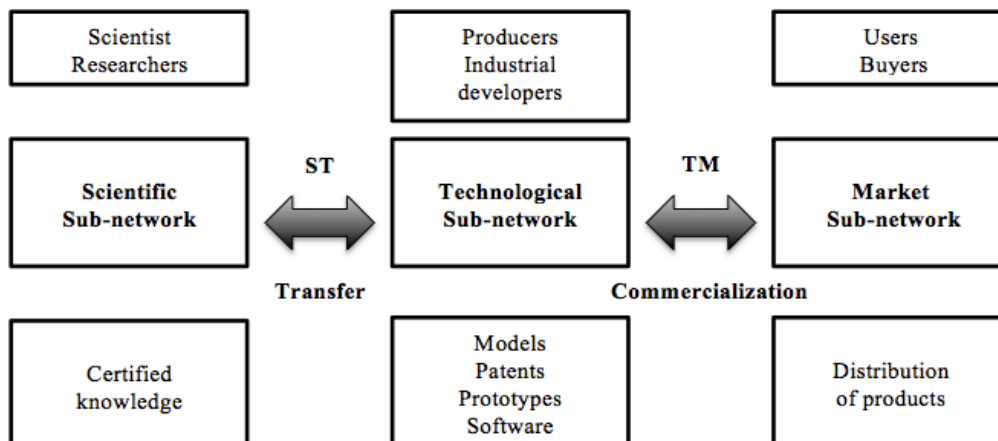 Scientist
Researchers
Producers
Industrial
developers
Users
Buyers
Scientific
Sub-network
ST
Transfer
Technological
Sub-network
TM
Commercialization
Market
Sub-network
Certified
knowledge
Models
Patents
Prototypes
Software
Distribution
of products